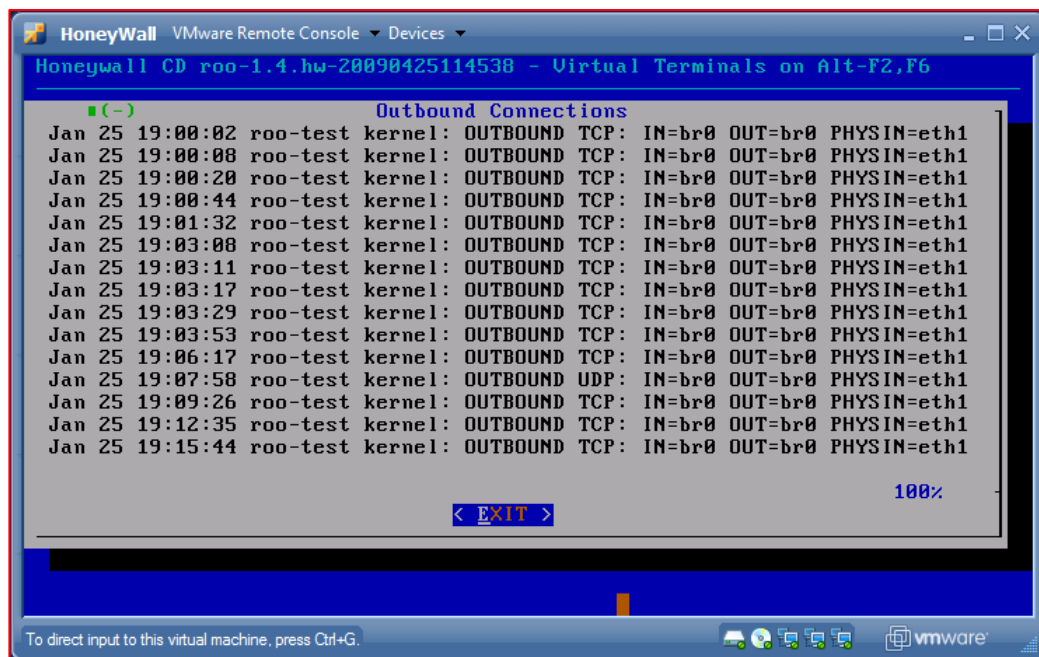 HoneyWall VMware Remote Console Devices
Honeywall CD roo-1.4.hw-20090425114538 - Virtual Terminals on Alt-F2,F6
(-) Outbound Connections
Jan 25 19:00:02 roo-test kernel: OUTBOUND TCP: IN=br0 OUT=br0 PHYSIN=eth1
Jan 25 19:00:08 roo-test kernel: OUTBOUND TCP: IN=br0 OUT=br0 PHYSIN=eth1
Jan 25 19:00:20 roo-test kernel: OUTBOUND TCP: IN=br0 OUT=br0 PHYSIN=eth1
Jan 25 19:00:44 roo-test kernel: OUTBOUND TCP: IN=br0 OUT=br0 PHYSIN=eth1
Jan 25 19:01:32 roo-test kernel: OUTBOUND TCP: IN=br0 OUT=br0 PHYSIN=eth1
Jan 25 19:03:08 roo-test kernel: OUTBOUND TCP: IN=br0 OUT=br0 PHYSIN=eth1
Jan 25 19:03:11 roo-test kernel: OUTBOUND TCP: IN=br0 OUT=br0 PHYSIN=eth1
Jan 25 19:03:17 roo-test kernel: OUTBOUND TCP: IN=br0 OUT=br0 PHYSIN=eth1
Jan 25 19:03:29 roo-test kernel: OUTBOUND TCP: IN=br0 OUT=br0 PHYSIN=eth1
Jan 25 19:03:53 roo-test kernel: OUTBOUND TCP: IN=br0 OUT=br0 PHYSIN=eth1
Jan 25 19:06:17 roo-test kernel: OUTBOUND TCP: IN=br0 OUT=br0 PHYSIN=eth1
Jan 25 19:07:58 roo-test kernel: OUTBOUND UDP: IN=br0 OUT=br0 PHYSIN=eth1
Jan 25 19:09:26 roo-test kernel: OUTBOUND TCP: IN=br0 OUT=br0 PHYSIN=eth1
Jan 25 19:12:35 roo-test kernel: OUTBOUND TCP: IN=br0 OUT=br0 PHYSIN=eth1
Jan 25 19:15:44 roo-test kernel: OUTBOUND TCP: IN=br0 OUT=br0 PHYSIN=eth1
100%
< EXIT >
To direct input to this virtual machine, press Ctrl+G. vmware